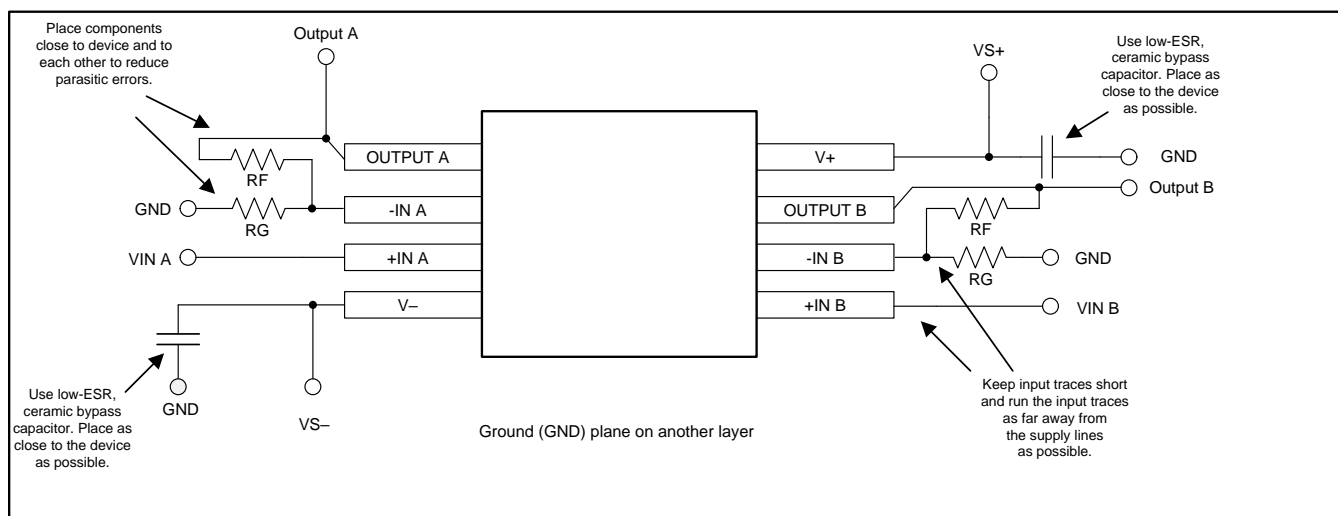 Place components
close to device and to
each other to reduce
parasitic errors.
Output A
VS+
Use low-ESR,
ceramic bypass
capacitor. Place as
close to the device
as possible.
OUTPUT A
V+
GND
RF
OUTPUT B
Output B
GND
RG
-IN A
RF
VIN A
+IN A
-IN B
RG
GND
V–
+IN B
VIN B
Use low-ESR,
ceramic bypass
capacitor. Place as
close to the device
as possible.
GND
VS–
Ground (GND) plane on another layer
Keep input traces short
and run the input traces
as far away from
the supply lines
as possible.